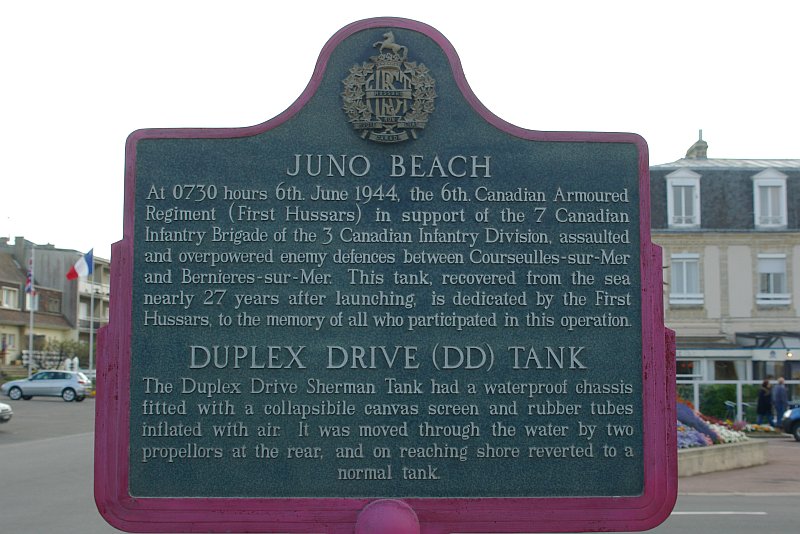 HUSSARS
JUNO BEACH
At 0730 hours 6th. June 1944, the 6th. Canadian Armoured
Regiment (First Hussars) in support of the 7 Canadian
Infantry Brigade of the 3 Canadian Infantry Division, assaulted
and overpowered enemy defences between Courseulles-sur-Mer
and Bernieres-sur-Mer. This tank, recovered from the sea
nearly 27 years after launching, is dedicated by the First
Hussars, to the memory of all who participated in this operation.
DUPLEX DRIVE (DD) TANK
The Duplex Drive Sherman Tank had a waterproof chassis
fitted with a collapsibile canvas screen and rubber tubes
inflated with air. It was moved through the water by two
propellors at the rear, and on reaching shore reverted to a
normal tank.